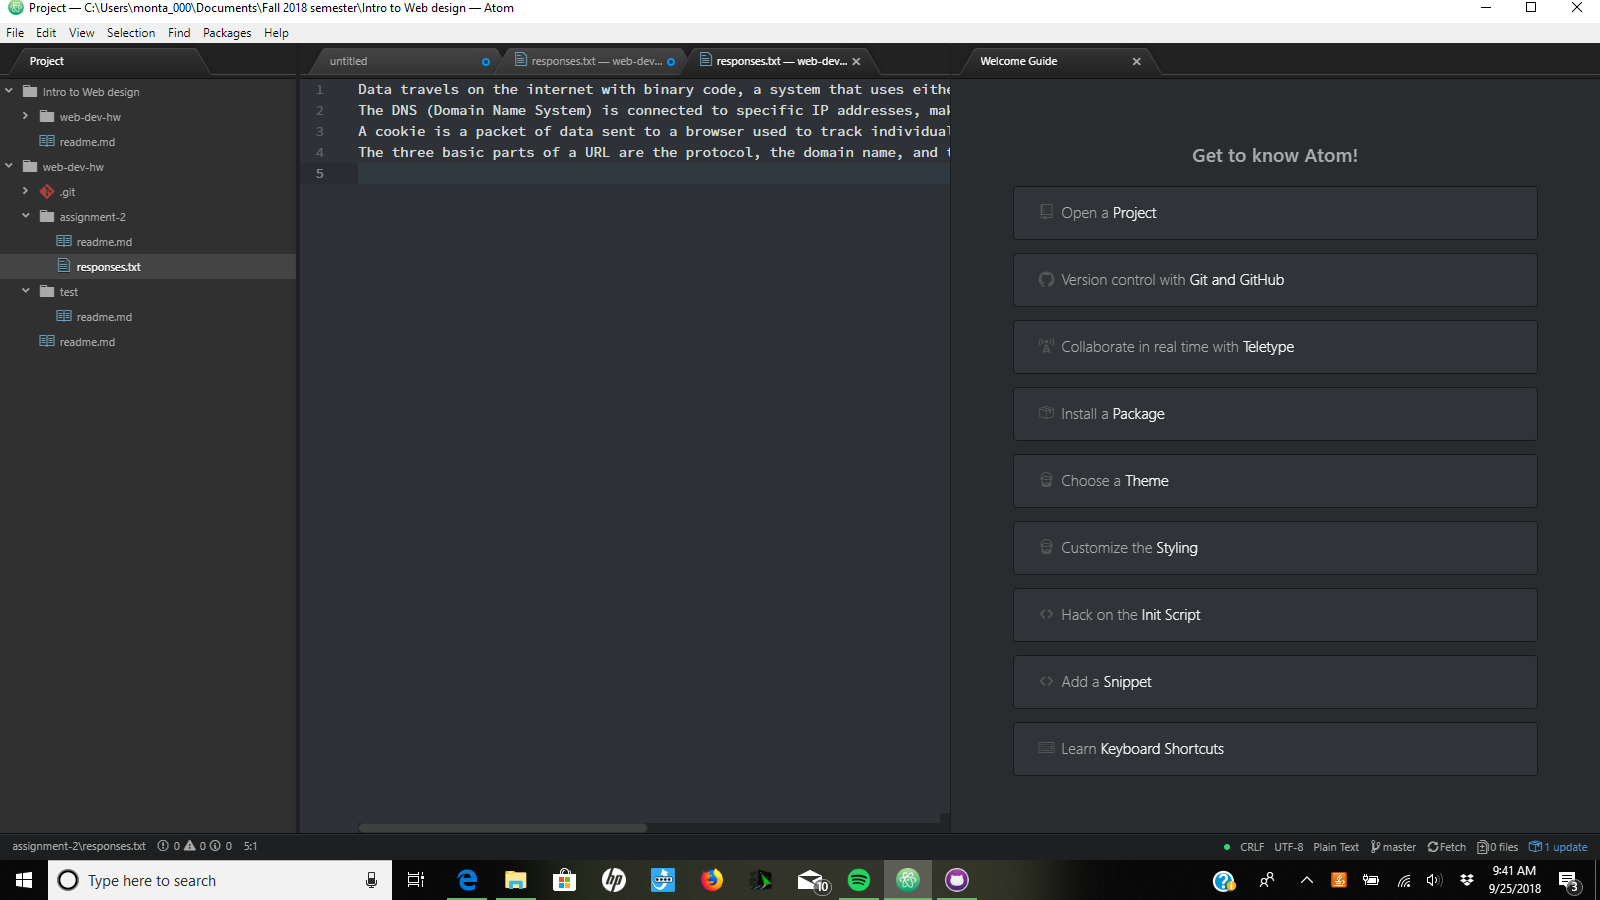 Project — C:\Users\monta_000\Documents\Fall 2018 semester\Intro to Web design — Atom
File Edit View Selection Find Packages Help
Project
untitled
responses.txt — web-dev...
responses.txt — web-dev...
Welcome Guide
Intro to Web design
web-dev-hw
readme.md
web-dev-hw
.git
assignment-2
readme.md
responses.txt
test
readme.md
readme.md
1 Data travels on the internet with binary code, a system that uses eithe
2 The DNS (Domain Name System) is connected to specific IP addresses, mak
3 A cookie is a packet of data sent to a browser used to track individual
4 The three basic parts of a URL are the protocol, the domain name, and t
5
Get to know Atom!
Open a Project
Version control with Git and GitHub
Collaborate in real time with Teletype
Install a Package
Choose a Theme
Customize the Styling
Hack on the Init Script
Add a Snippet
Learn Keyboard Shortcuts
assignment-2\responses.txt 0 0 0 5:1
CRLF UTF-8 Plain Text master Fetch 0 files 1 update
Type here to search
hp
10
9:41 AM
9/25/2018
3